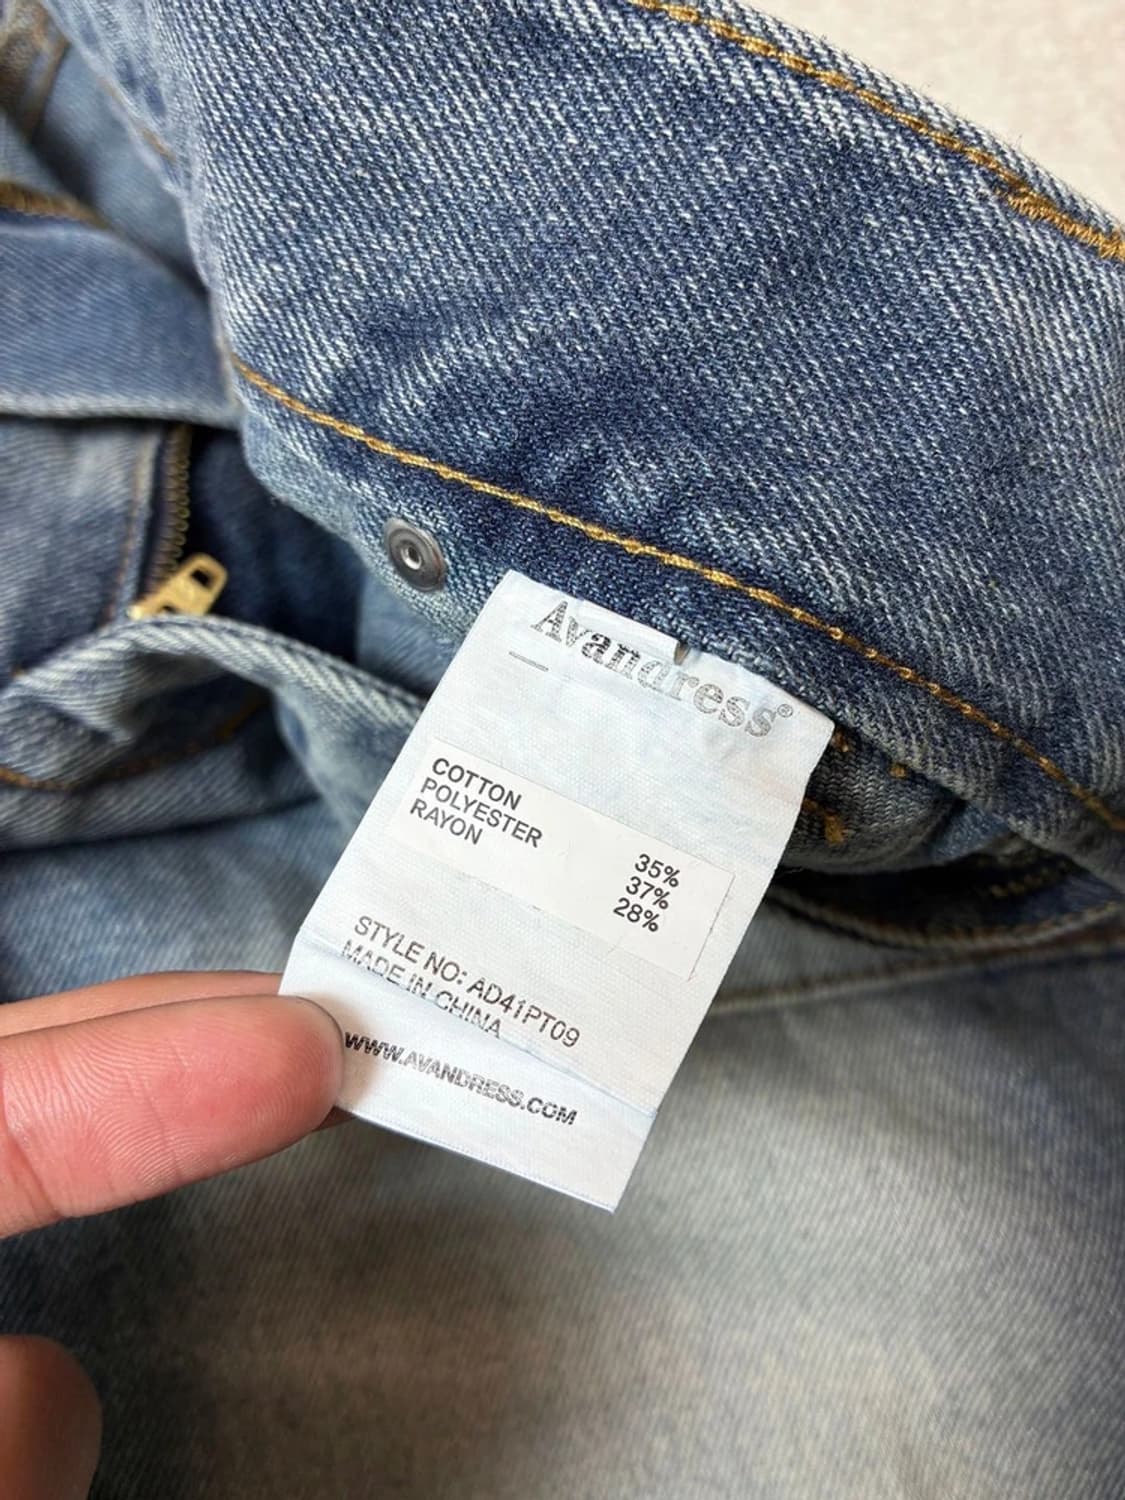 Avandress®
COTTON 35%
POLYESTER 37%
RAYON 28%
STYLE NO: AD41PT09
MADE IN CHINA
WWW.AVANDRESS.COM